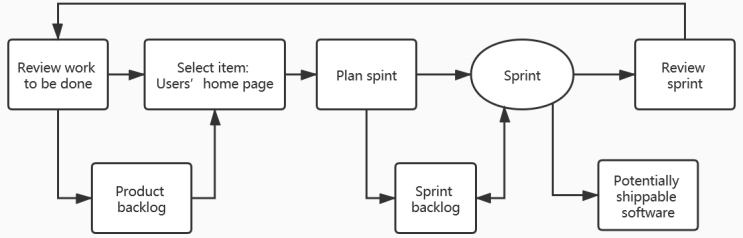 Review work
to be done
Select item:
Users’ home page
Plan spint
Sprint
Review
sprint
Product
backlog
Sprint
backlog
Potentially
shippable
software